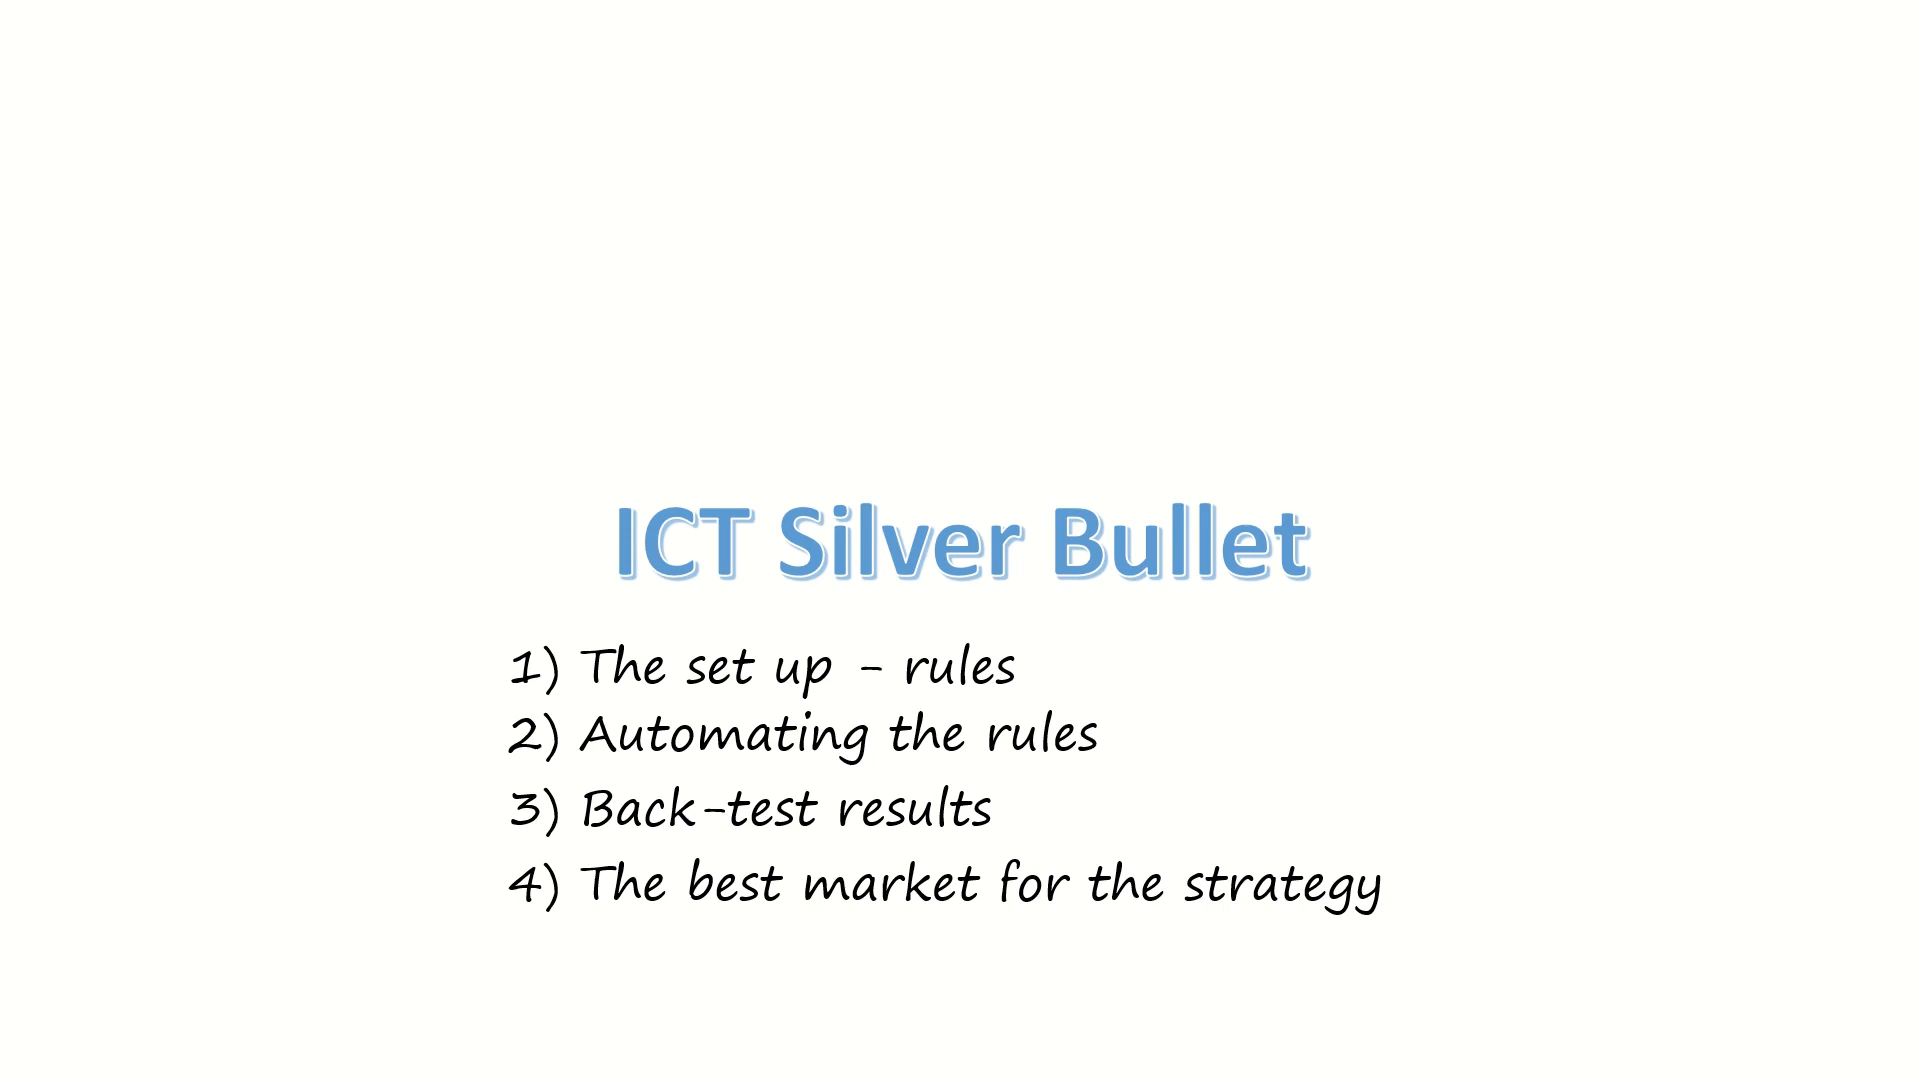 ICT Silver Bullet
1) The set up - rules
2) Automating the rules
3) Back-test results
4) The best market for the strategy